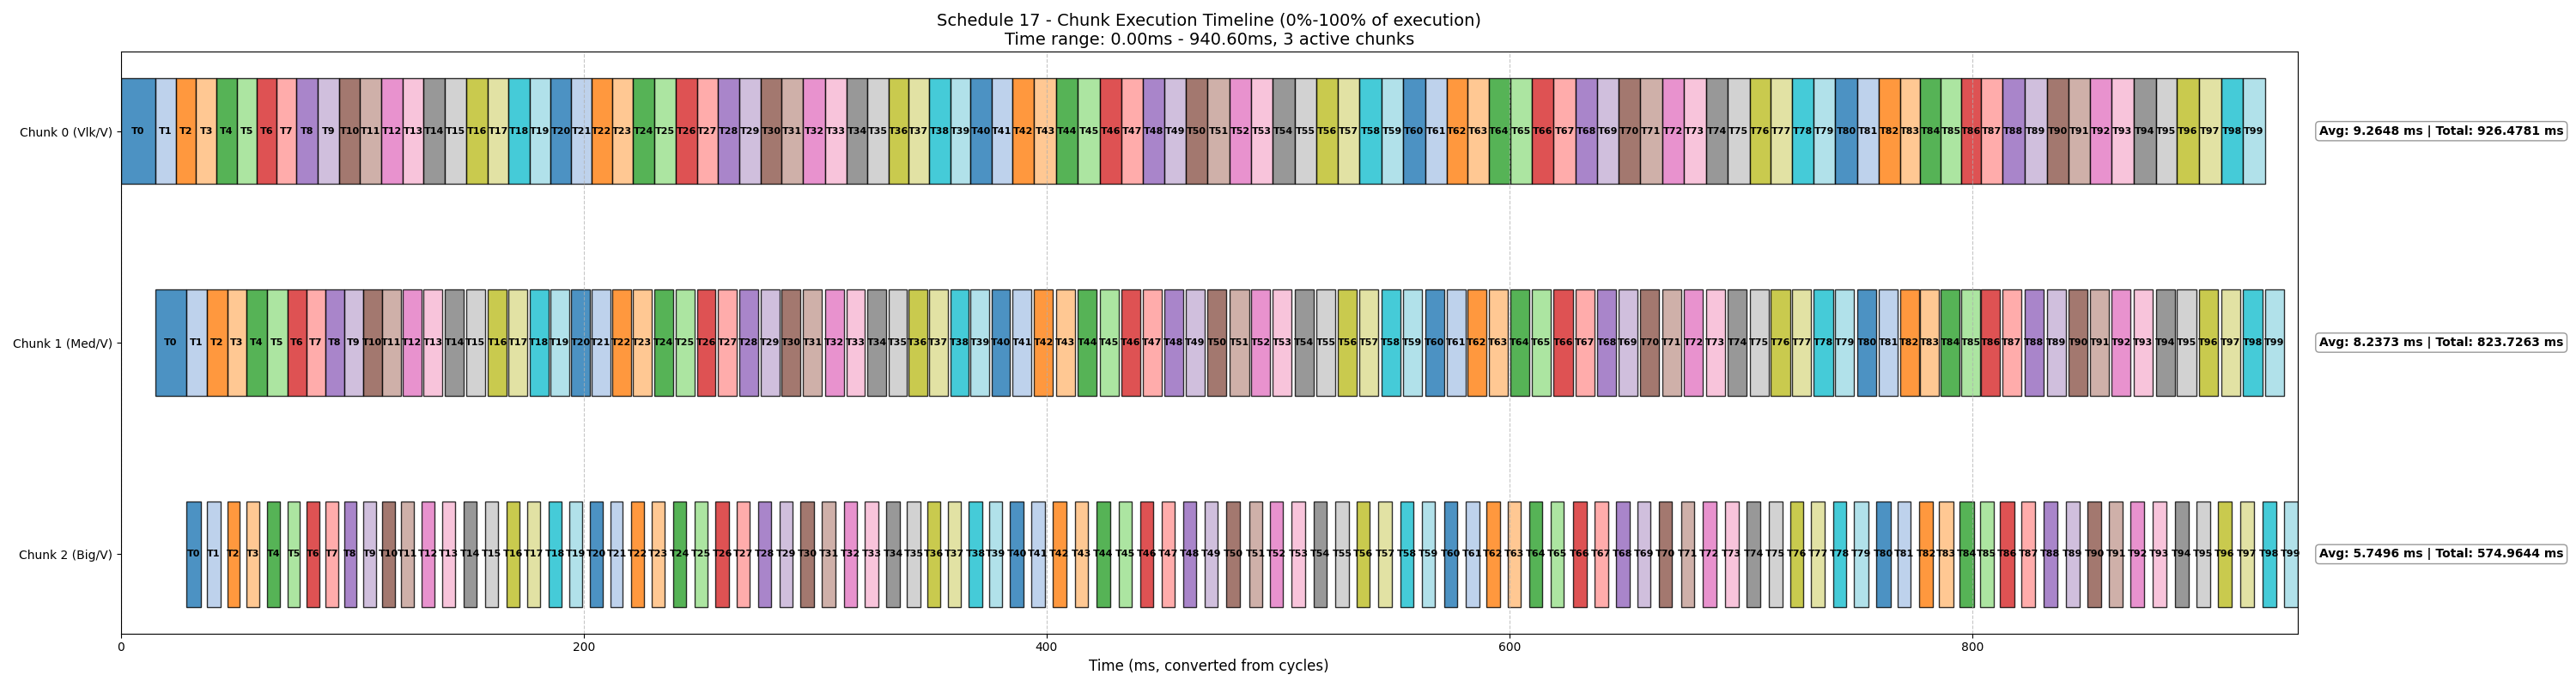 Schedule 17 - Chunk Execution Timeline (0%-100% of execution)
Time range: 0.00ms - 940.60ms, 3 active chunks
Chunk 0 (Vlk/V)
T0 T1 T2 T3 T4 T5 T6 T7 T8 T9 T10 T11 T12 T13 T14 T15 T16 T17 T18 T19 T20 T21 T22 T23 T24 T25 T26 T27 T28 T29 T30 T31 T32 T33 T34 T35 T36 T37 T38 T39 T40 T41 T42 T43 T44 T45 T46 T47 T48 T49 T50 T51 T52 T53 T54 T55 T56 T57 T58 T59 T60 T61 T62 T63 T64 T65 T66 T67 T68 T69 T70 T71 T72 T73 T74 T75 T76 T77 T78 T79 T80 T81 T82 T83 T84 T85 T86 T87 T88 T89 T90 T91 T92 T93 T94 T95 T96 T97 T98 T99
Avg: 9.2648 ms | Total: 926.4781 ms
Chunk 1 (Med/V)
T0 T1 T2 T3 T4 T5 T6 T7 T8 T9 T10 T11 T12 T13 T14 T15 T16 T17 T18 T19 T20 T21 T22 T23 T24 T25 T26 T27 T28 T29 T30 T31 T32 T33 T34 T35 T36 T37 T38 T39 T40 T41 T42 T43 T44 T45 T46 T47 T48 T49 T50 T51 T52 T53 T54 T55 T56 T57 T58 T59 T60 T61 T62 T63 T64 T65 T66 T67 T68 T69 T70 T71 T72 T73 T74 T75 T76 T77 T78 T79 T80 T81 T82 T83 T84 T85 T86 T87 T88 T89 T90 T91 T92 T93 T94 T95 T96 T97 T98 T99
Avg: 8.2373 ms | Total: 823.7263 ms
Chunk 2 (Big/V)
T0 T1 T2 T3 T4 T5 T6 T7 T8 T9 T10 T11 T12 T13 T14 T15 T16 T17 T18 T19 T20 T21 T22 T23 T24 T25 T26 T27 T28 T29 T30 T31 T32 T33 T34 T35 T36 T37 T38 T39 T40 T41 T42 T43 T44 T45 T46 T47 T48 T49 T50 T51 T52 T53 T54 T55 T56 T57 T58 T59 T60 T61 T62 T63 T64 T65 T66 T67 T68 T69 T70 T71 T72 T73 T74 T75 T76 T77 T78 T79 T80 T81 T82 T83 T84 T85 T86 T87 T88 T89 T90 T91 T92 T93 T94 T95 T96 T97 T98 T99
Avg: 5.7496 ms | Total: 574.9644 ms
0 200 400 600 800
Time (ms, converted from cycles)